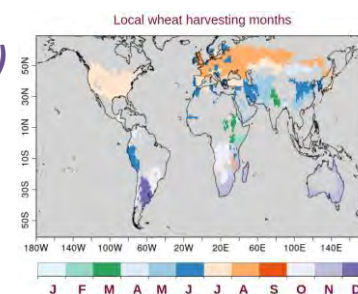 )
Local wheat harvesting months
50N
30N
10N
10S
30S
50S
180W 140W 100W 60W 20W 20E 60E 100E 140E
J F M A M J J A S O N D